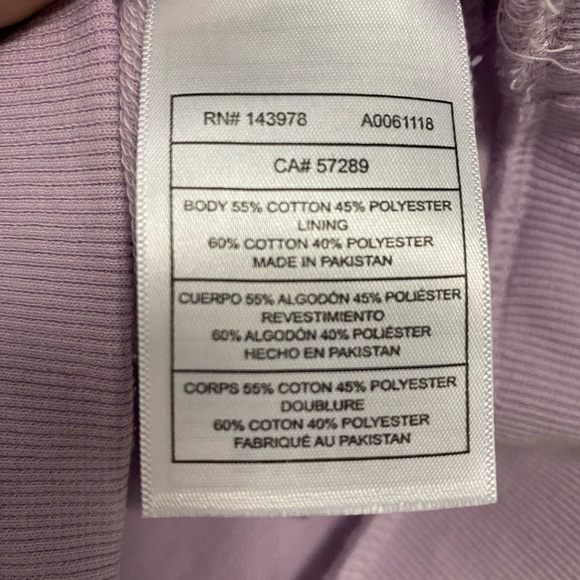 RN# 143978 A0061118
CA# 57289
BODY 55% COTTON 45% POLYESTER
LINING
60% COTTON 40% POLYESTER
MADE IN PAKISTAN
CUERPO 55% ALGODÓN 45% POLIÉSTER
REVESTIMIENTO
60% ALGODÓN 40% POLIÉSTER
HECHO EN PAKISTAN
CORPS 55% COTON 45% POLYESTER
DOUBLURE
60% COTON 40% POLYESTER
FABRIQUÉ AU PAKISTAN